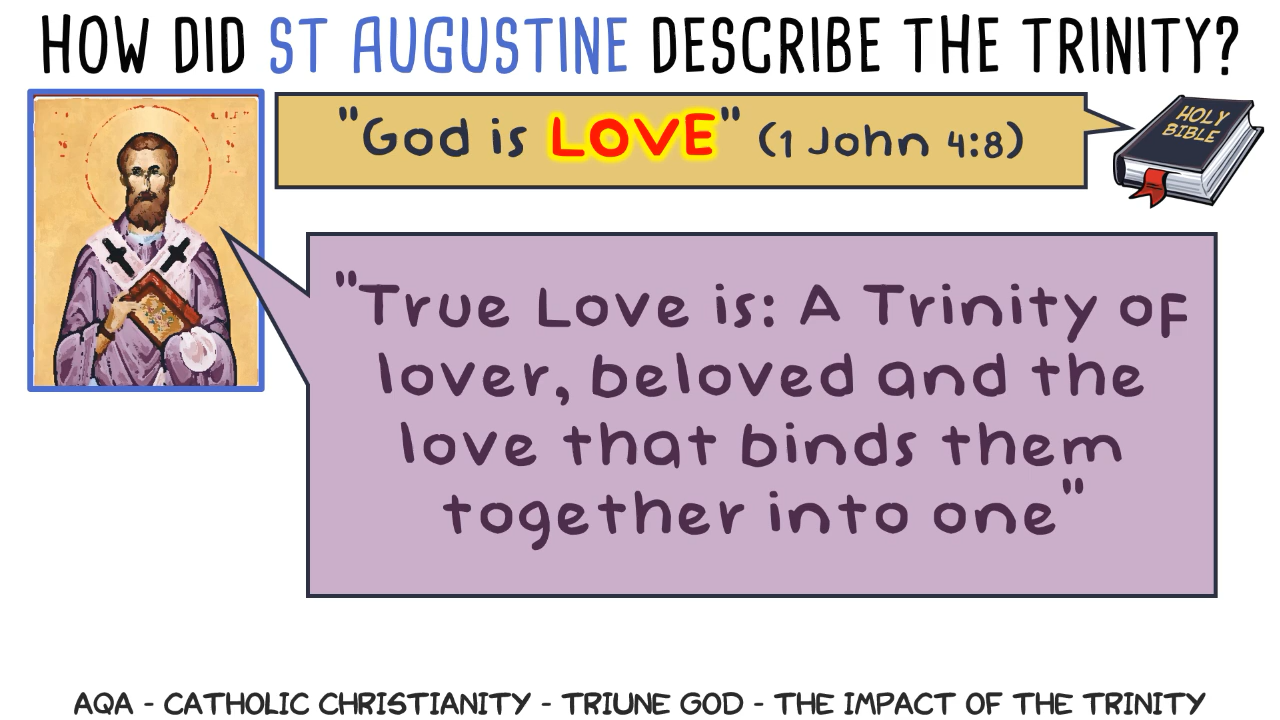 HOW DID ST AUGUSTINE DESCRIBE THE TRINITY?
"God is LOVE" (1 John 4:8)
HOLY
BIBLE
"True Love is: A Trinity of
lover, beloved and the
love that binds them
together into one"
AQA - CATHOLIC CHRISTIANITY - TRIUNE GOD - THE IMPACT OF THE TRINITY